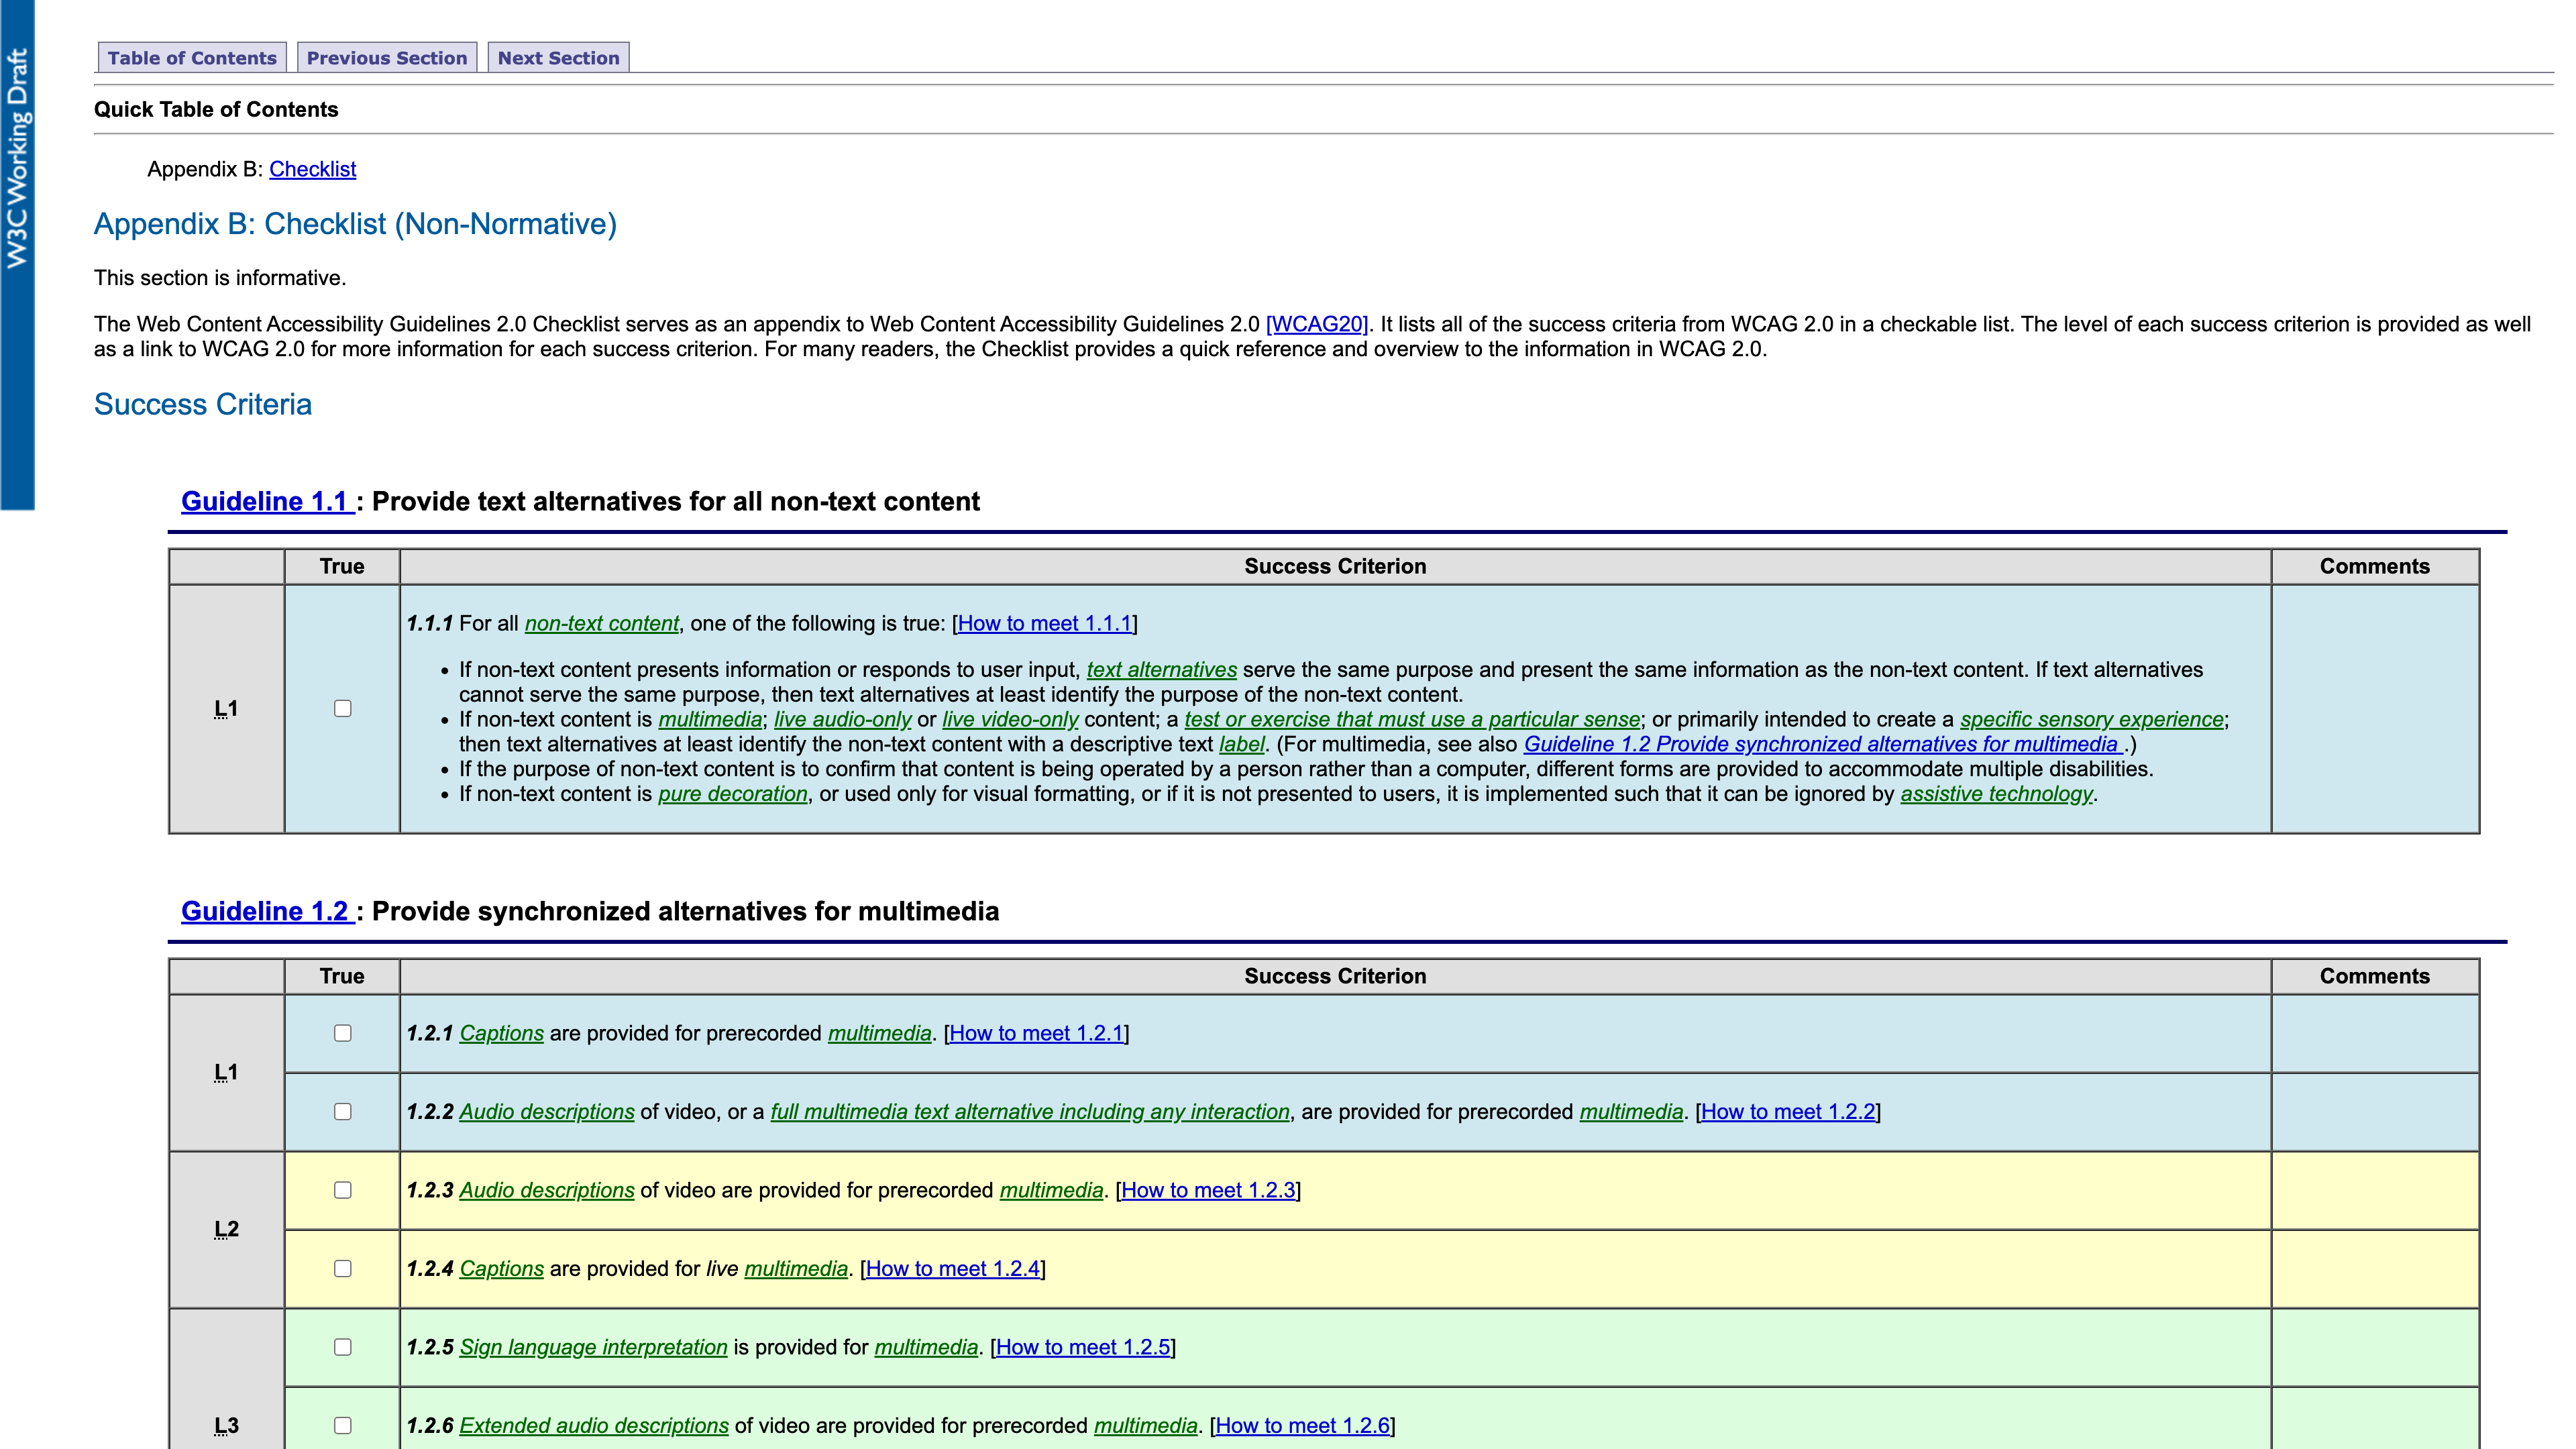 W3C Working Draft
Table of Contents Previous Section Next Section
Quick Table of Contents
Appendix B: Checklist
Appendix B: Checklist (Non-Normative)
This section is informative.
The Web Content Accessibility Guidelines 2.0 Checklist serves as an appendix to Web Content Accessibility Guidelines 2.0 [WCAG20]. It lists all of the success criteria from WCAG 2.0 in a checkable list. The level of each success criterion is provided as well
as a link to WCAG 2.0 for more information for each success criterion. For many readers, the Checklist provides a quick reference and overview to the information in WCAG 2.0.
Success Criteria
Guideline 1.1 : Provide text alternatives for all non-text content
True Success Criterion Comments
L1
1.1.1 For all non-text content, one of the following is true: [How to meet 1.1.1]
• If non-text content presents information or responds to user input, text alternatives serve the same purpose and present the same information as the non-text content. If text alternatives
cannot serve the same purpose, then text alternatives at least identify the purpose of the non-text content.
• If non-text content is multimedia; live audio-only or live video-only content; a test or exercise that must use a particular sense; or primarily intended to create a specific sensory experience;
then text alternatives at least identify the non-text content with a descriptive text label. (For multimedia, see also Guideline 1.2 Provide synchronized alternatives for multimedia .)
• If the purpose of non-text content is to confirm that content is being operated by a person rather than a computer, different forms are provided to accommodate multiple disabilities.
• If non-text content is pure decoration, or used only for visual formatting, or if it is not presented to users, it is implemented such that it can be ignored by assistive technology.
Guideline 1.2 : Provide synchronized alternatives for multimedia
True Success Criterion Comments
L1
1.2.1 Captions are provided for prerecorded multimedia. [How to meet 1.2.1]
1.2.2 Audio descriptions of video, or a full multimedia text alternative including any interaction, are provided for prerecorded multimedia. [How to meet 1.2.2]
L2
1.2.3 Audio descriptions of video are provided for prerecorded multimedia. [How to meet 1.2.3]
1.2.4 Captions are provided for live multimedia. [How to meet 1.2.4]
L3
1.2.5 Sign language interpretation is provided for multimedia. [How to meet 1.2.5]
1.2.6 Extended audio descriptions of video are provided for prerecorded multimedia. [How to meet 1.2.6]